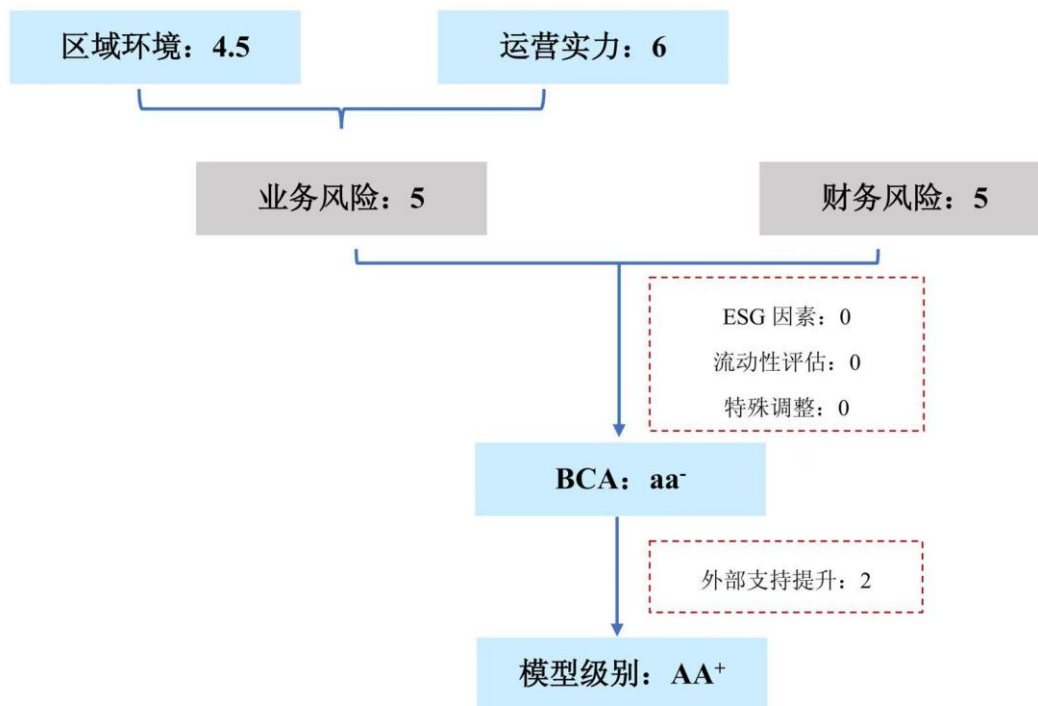 区域环境：4.5
运营实力：6
业务风险：5
财务风险：5
ESG 因素：0
流动性评估：0
特殊调整：0
BCA：aa⁻
外部支持提升：2
模型级别：AA⁺